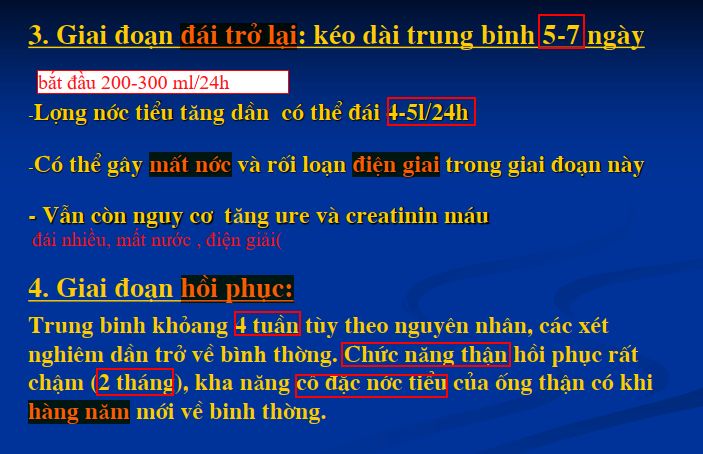 3. Giai đoạn đái trở lại: kéo dài trung binh 5-7 ngày
bắt đầu 200-300 ml/24h
-Lợng nớc tiểu tăng dần có thể đái 4-5l/24h
-Có thể gây mất nớc và rối loạn điện giai trong giai đoạn này
- Vẫn còn nguy cơ tăng ure và creatinin máu
đái nhiều, mất nước , điện giải(
4. Giai đoạn hồi phục:
Trung binh khỏang 4 tuần tùy theo nguyên nhân, các xét
nghiêm dần trở về bình thờng. Chức năng thận hồi phục rất
chậm (2 tháng), kha năng cô đặc nớc tiểu của ống thận có khi
hàng năm mới về binh thờng.